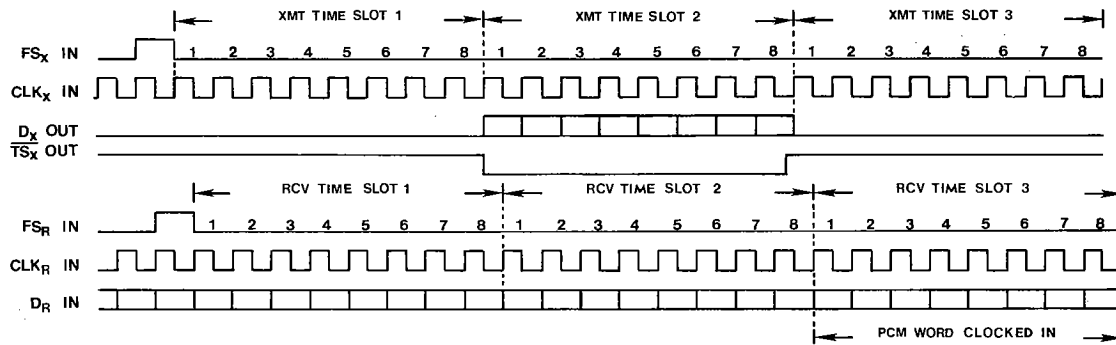 XMT TIME SLOT 1 XMT TIME SLOT 2 XMT TIME SLOT 3
FSX IN 1 2 3 4 5 6 7 8 1 2 3 4 5 6 7 8 1 2 3 4 5 6 7 8
CLKX IN
DX OUT
TSX OUT
RCV TIME SLOT 1 RCV TIME SLOT 2 RCV TIME SLOT 3
FSR IN 1 2 3 4 5 6 7 8 1 2 3 4 5 6 7 8 1 2 3 4 5 6 7 8
CLKR IN
DR IN
PCM WORD CLOCKED IN